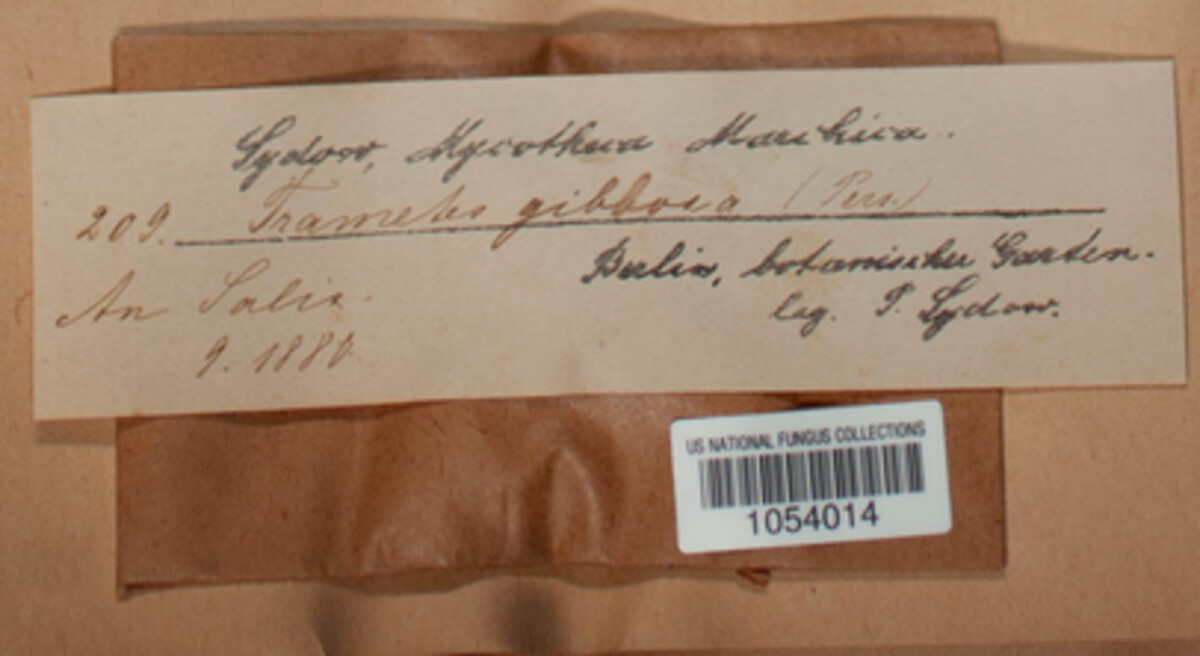 Sydow, Mycotheca Marchica.
209. Trametes gibbosa (Pers.)
Berlin, botanischer Garten.
An Salix.
leg. P. Sydow.
9. 1880
US NATIONAL FUNGUS COLLECTIONS
1054014